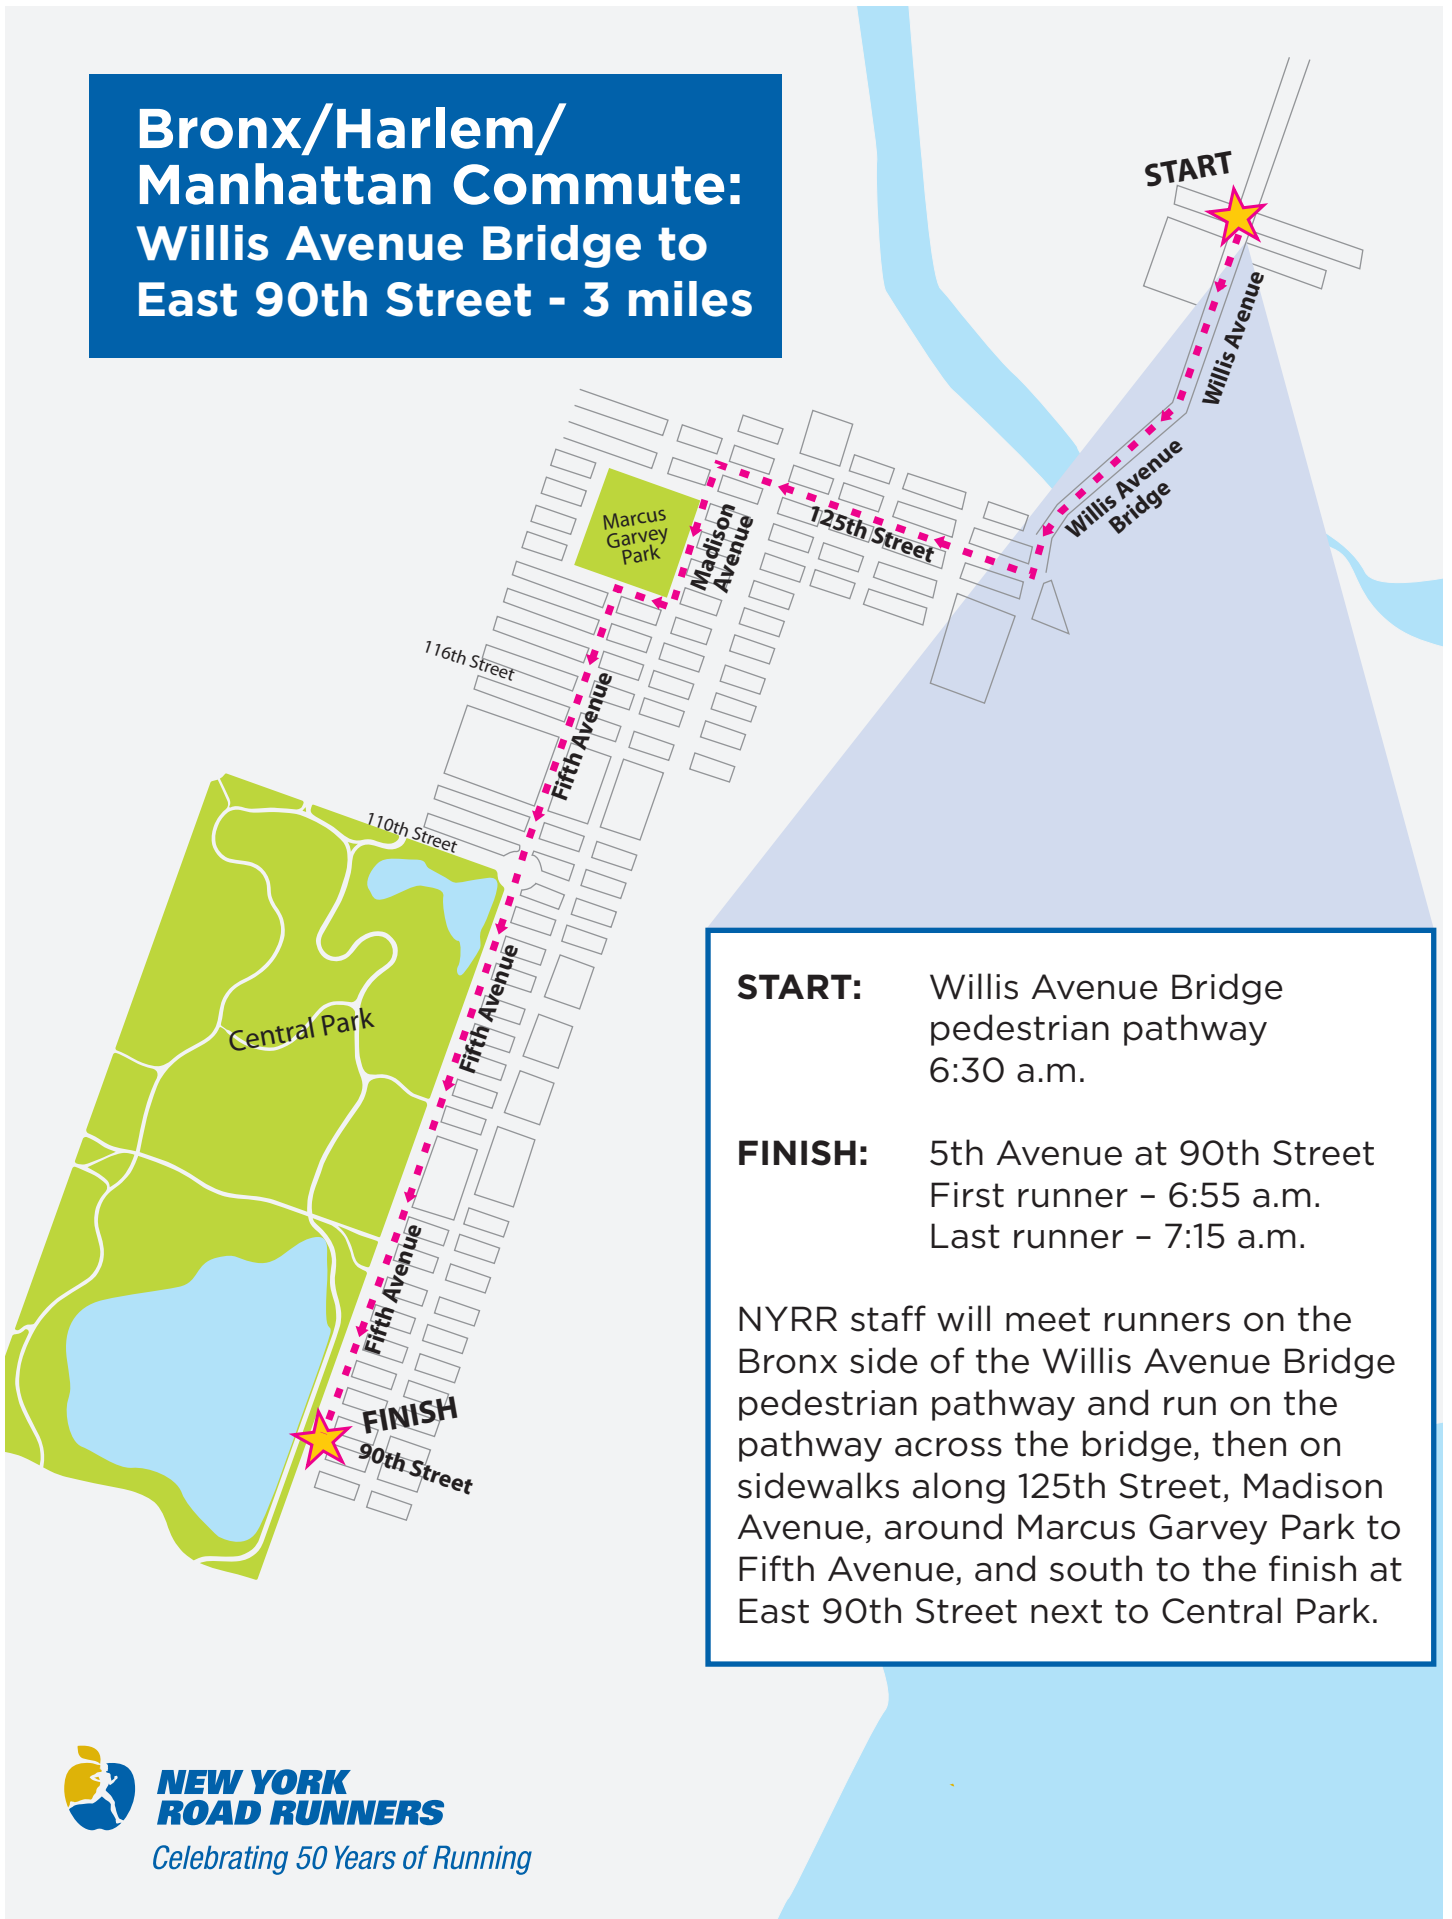 Bronx/Harlem/
Manhattan Commute:
Willis Avenue Bridge to
East 90th Street - 3 miles
START
Willis Avenue
Willis Avenue
Bridge
125th Street
Madison
Avenue
Marcus
Garvey
Park
116th Street
Fifth Avenue
110th Street
Fifth Avenue
Central Park
Fifth Avenue
FINISH
90th Street
START: Willis Avenue Bridge
pedestrian pathway
6:30 a.m.
FINISH: 5th Avenue at 90th Street
First runner – 6:55 a.m.
Last runner – 7:15 a.m.
NYRR staff will meet runners on the
Bronx side of the Willis Avenue Bridge
pedestrian pathway and run on the
pathway across the bridge, then on
sidewalks along 125th Street, Madison
Avenue, around Marcus Garvey Park to
Fifth Avenue, and south to the finish at
East 90th Street next to Central Park.
NEW YORK
ROAD RUNNERS
Celebrating 50 Years of Running